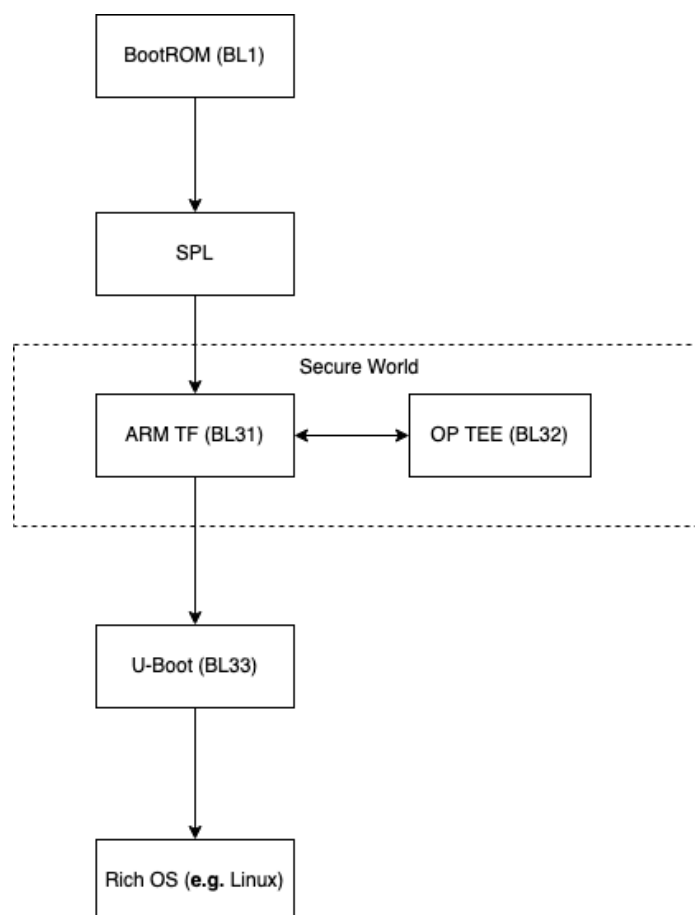 BootROM (BL1)
SPL
Secure World
ARM TF (BL31)
OP TEE (BL32)
U-Boot (BL33)
Rich OS (e.g. Linux)